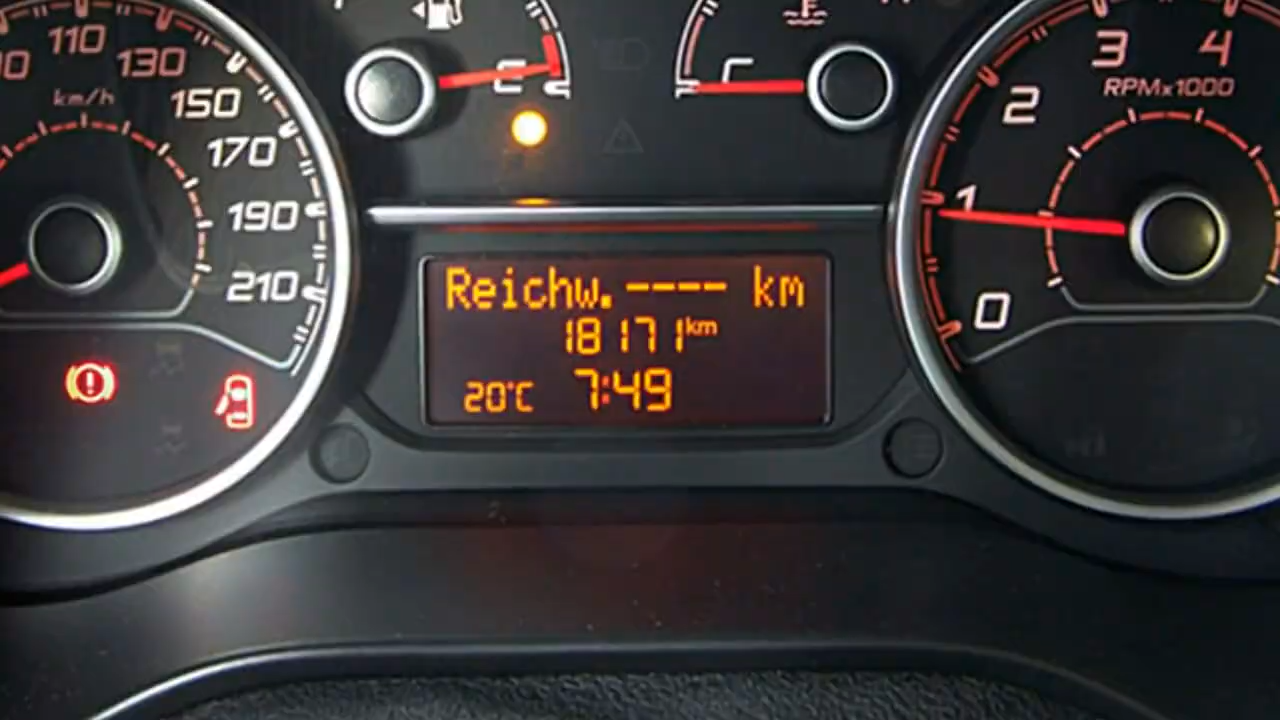 110
130
150
170
190
210
km/h
E
C
F
RPMx1000
0
1
2
3
4
Reichw. ---- km
18171 km
20°C 7:49